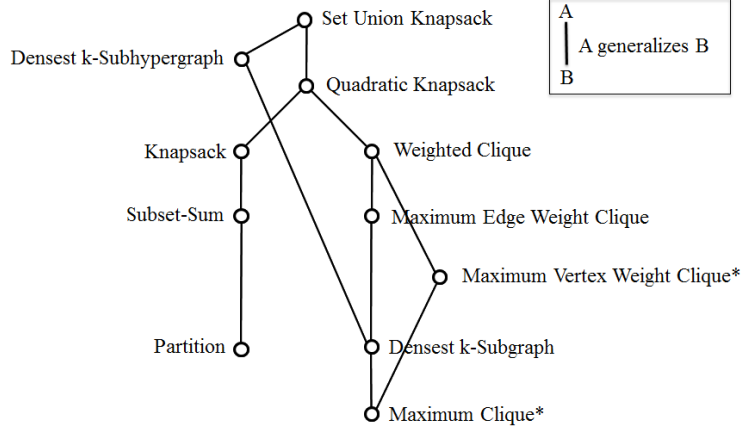 Set Union Knapsack
A
A generalizes B
B
Densest k-Subhypergraph
Quadratic Knapsack
Knapsack
Weighted Clique
Subset-Sum
Maximum Edge Weight Clique
Maximum Vertex Weight Clique*
Partition
Densest k-Subgraph
Maximum Clique*